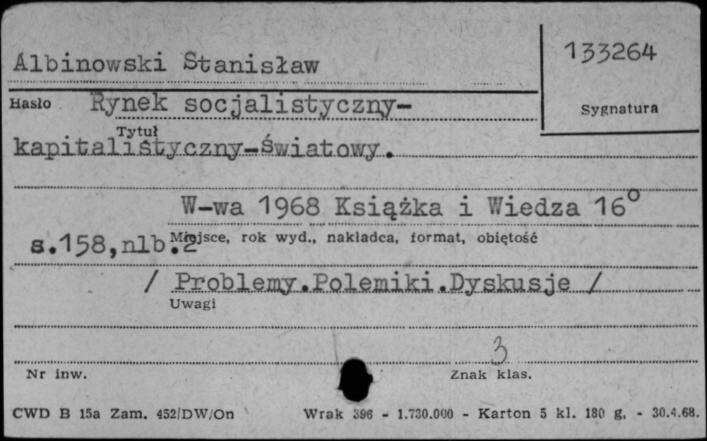 133264
Albinowski Stanisław
Hasło Rynek socjalistyczny-
Sygnatura
Tytuł
kapitalistyczny-Światowy.
W-wa 1968 Książka i Wiedza 16°
Miejsce, rok wyd., nakładca, format, objętość
s.158,nlb.2
/ Problemy.Polemiki.Dyskusje /
Uwagi
3
Nr inw. Znak klas.
CWD B 15a Zam. 452/DW/On Wrak 396 - 1.730.000 - Karton 5 kl. 180 g. - 30.4.68.